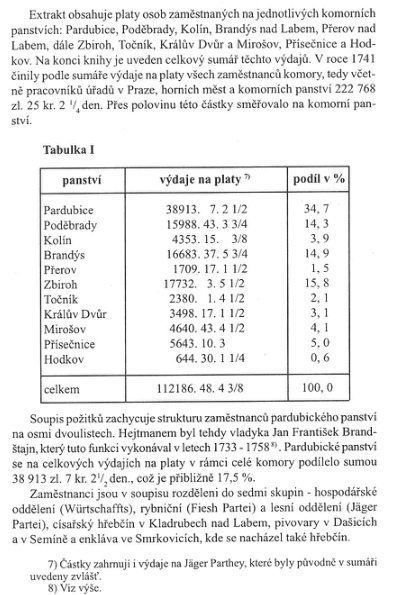 Extrakt obsahuje platy osob zaměstnaných na jednotlivých komorních
panstvích: Pardubice, Poděbrady, Kolín, Brandýs nad Labem, Přerov nad
Labem, dále Zbiroh, Točník, Králův Dvůr a Mirošov, Přísečnice a Hod-
kov. Na konci knihy je uveden celkový sumář těchto výdajů. V roce 1741
činily podle sumáře výdaje na platy všech zaměstnanců komory, tedy včet-
ně pracovníků úřadů v Praze, horních měst a komorních panství 222 768
zl. 25 kr. 2 1/4 den. Přes polovinu této částky směřovalo na komorní pan-
ství.
Tabulka I
panství výdaje na platy 7) podíl v %
Pardubice 38913. 7. 2 1/2 34, 7
Poděbrady 15988. 43. 3 3/4 14, 3
Kolín 4353. 15. 3/8 3, 9
Brandýs 16683. 37. 5 3/4 14, 9
Přerov 1709. 17. 1 1/2 1, 5
Zbiroh 17732. 3. 5 1/2 15, 8
Točník 2380. 1. 4 1/2 2, 1
Králův Dvůr 3498. 17. 1 1/2 3, 1
Mirošov 4640. 43. 4 1/2 4, 1
Přísečnice 5643. 10. 3 5, 0
Hodkov 644. 30. 1 1/4 0, 6
celkem 112186. 48. 4 3/8 100, 0
Soupis požitků zachycuje strukturu zaměstnanců pardubického panství
na osmi dvoulistech. Hejtmanem byl tehdy vladyka Jan František Brand-
štajn, který tuto funkci vykonával v letech 1733 - 1758 8). Pardubické panství
se na celkových výdajích na platy v rámci celé komory podílelo sumou
38 913 zl. 7 kr. 2 1/2 den., což je přibližně 17,5 %.
Zaměstnanci jsou v soupisu rozděleni do sedmi skupin - hospodářské
oddělení (Würtschaffts), rybniční (Fiesh Partei) a lesní oddělení (Jäger
Partei), císařský hřebčín v Kladrubech nad Labem, pivovary v Dašicích
a v Semíně a enkláva ve Smrkovicích, kde se nacházel také hřebčín.
7) Částky zahrnují i výdaje na Jäger Parthey, které byly původně v sumáři
uvedeny zvlášť.
8) Viz výše.